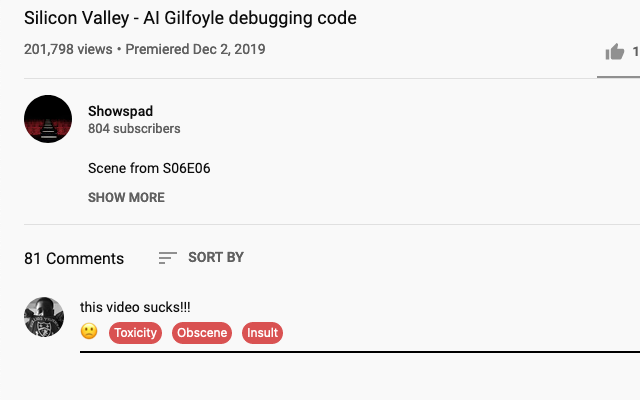 Silicon Valley - AI Gilfoyle debugging code
201,798 views • Premiered Dec 2, 2019
1
Showspad
804 subscribers
Scene from S06E06
SHOW MORE
81 Comments SORT BY
this video sucks!!!
Toxicity Obscene Insult